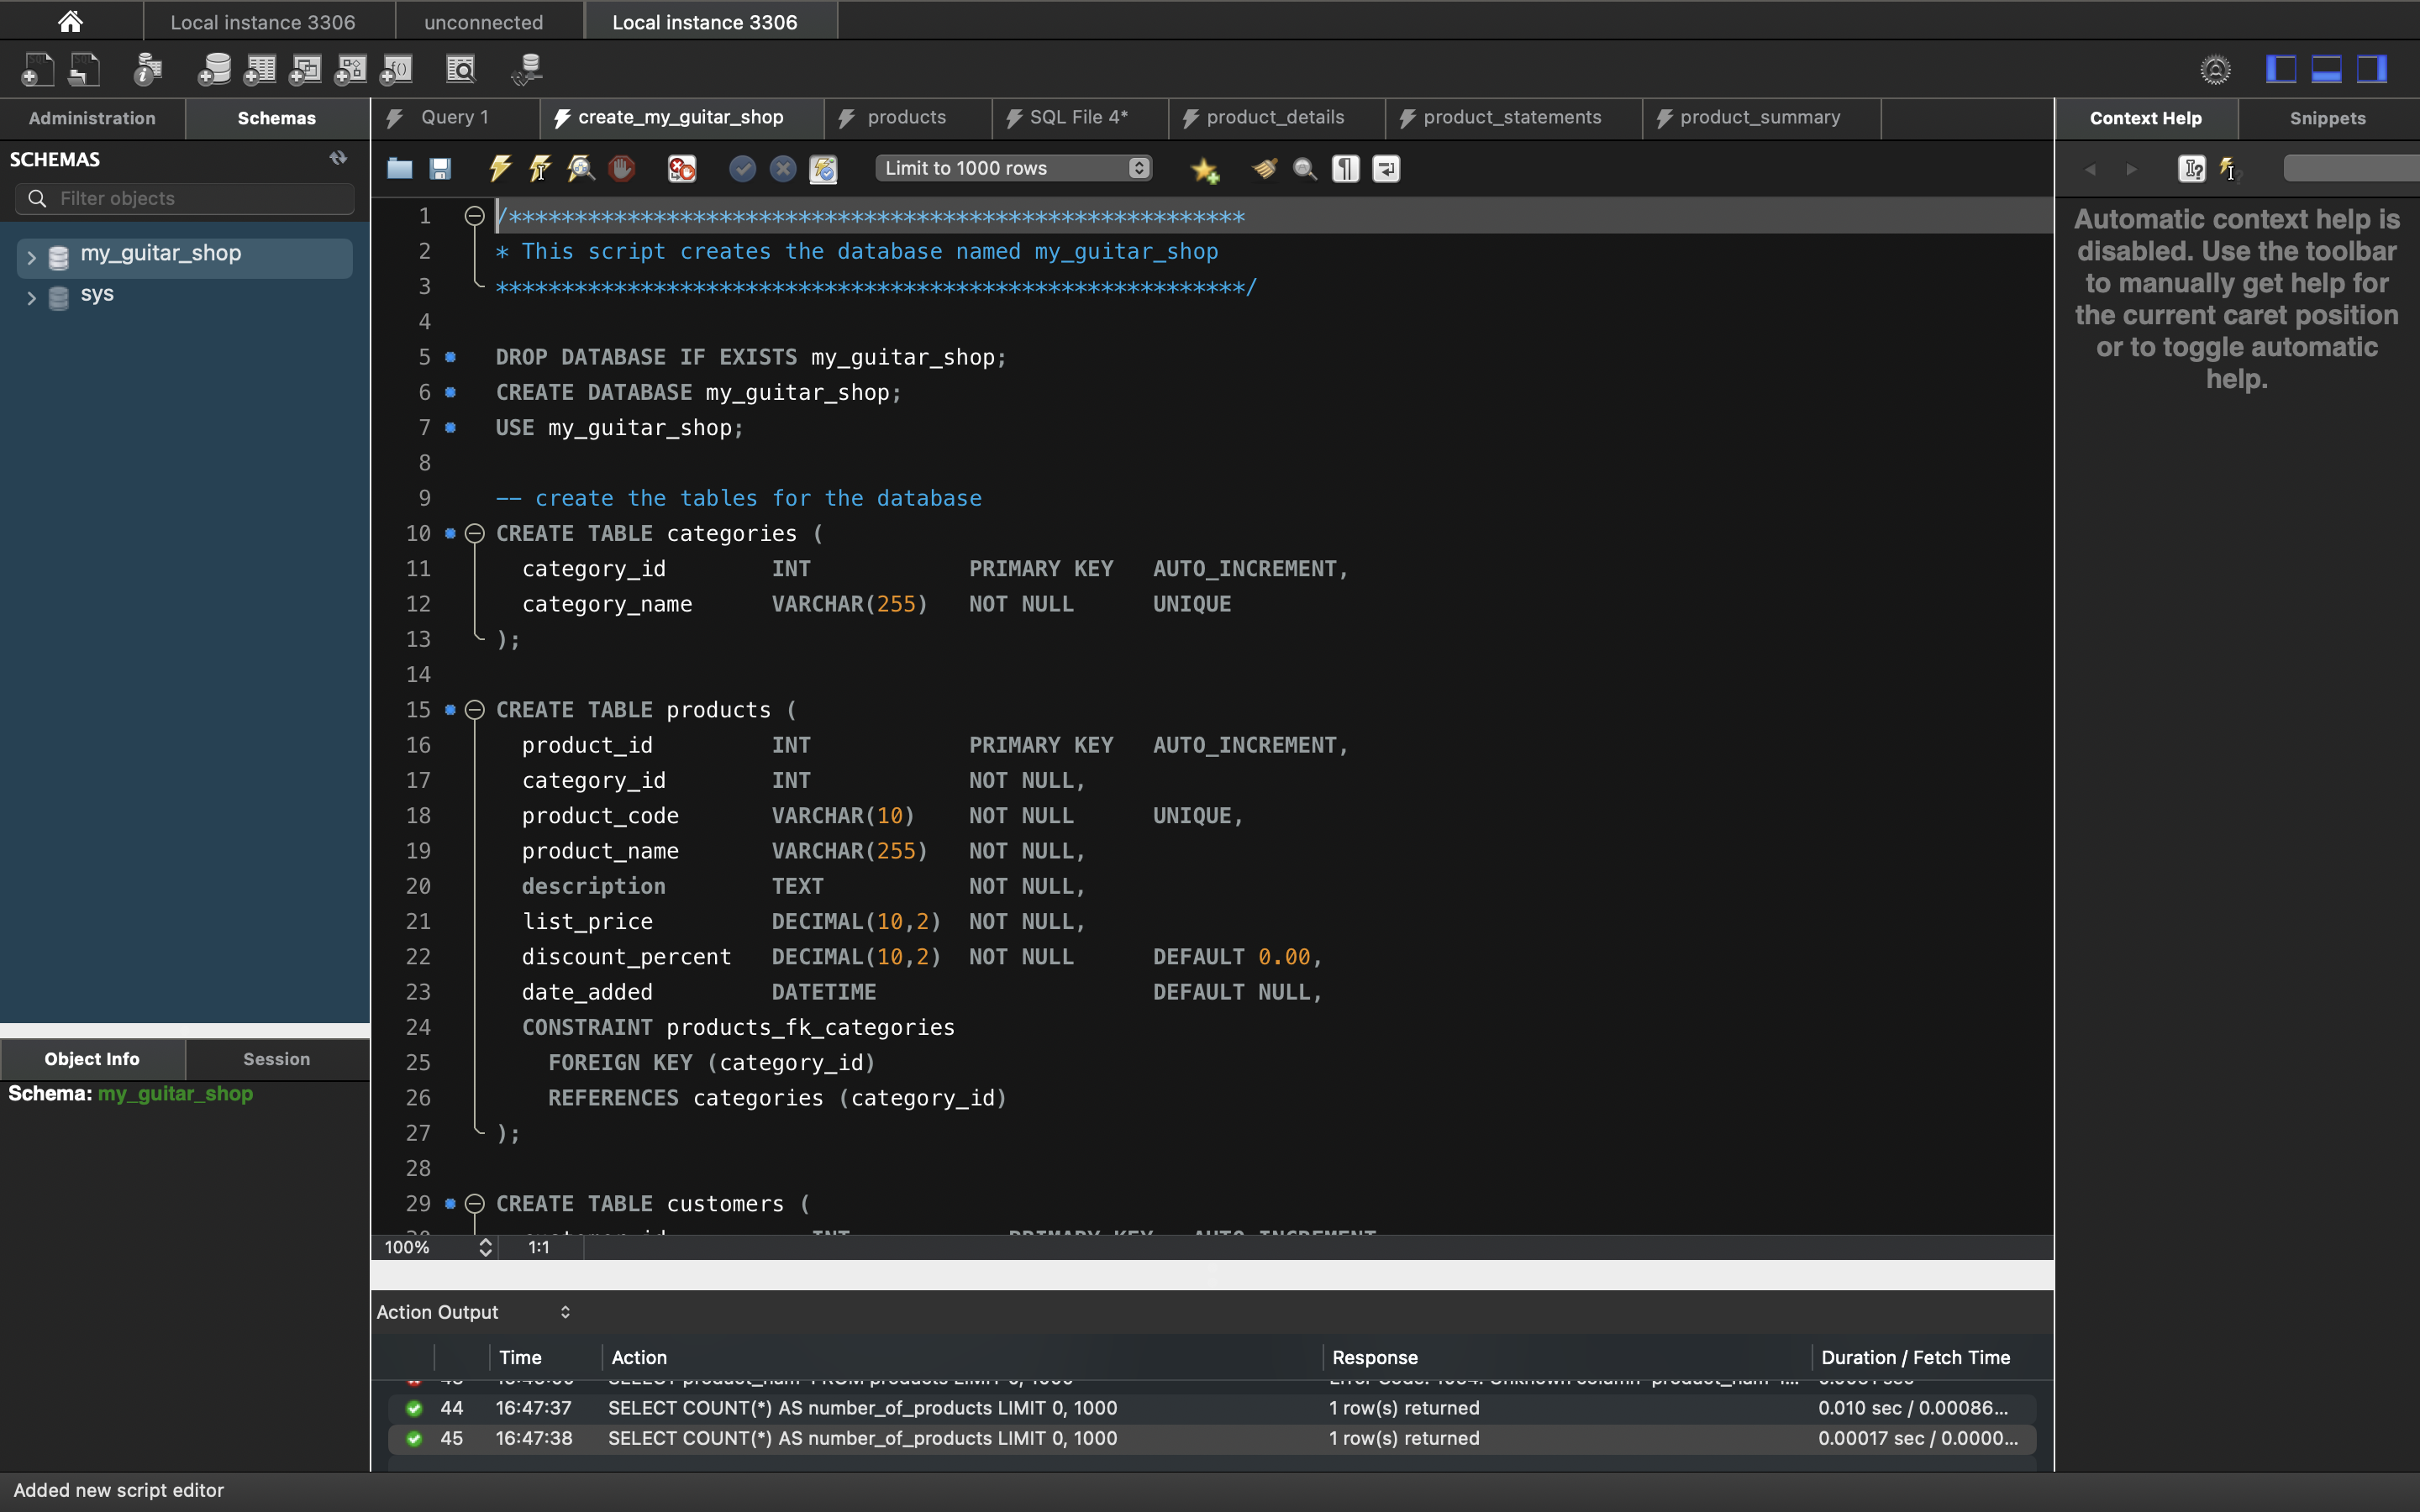 Local instance 3306
unconnected
Local instance 3306
Administration
Schemas
Query 1
create_my_guitar_shop
products
SQL File 4*
product_details
product_statements
product_summary
Context Help
Snippets
SCHEMAS
Filter objects
my_guitar_shop
sys
Limit to 1000 rows
Automatic context help is
disabled. Use the toolbar
to manually get help for
the current caret position
or to toggle automatic
help.
1 /********************************************************
2 * This script creates the database named my_guitar_shop
3 *********************************************************/
4
5 DROP DATABASE IF EXISTS my_guitar_shop;
6 CREATE DATABASE my_guitar_shop;
7 USE my_guitar_shop;
8
9 -- create the tables for the database
10 CREATE TABLE categories (
11 category_id INT PRIMARY KEY AUTO_INCREMENT,
12 category_name VARCHAR(255) NOT NULL UNIQUE
13 );
14
15 CREATE TABLE products (
16 product_id INT PRIMARY KEY AUTO_INCREMENT,
17 category_id INT NOT NULL,
18 product_code VARCHAR(10) NOT NULL UNIQUE,
19 product_name VARCHAR(255) NOT NULL,
20 description TEXT NOT NULL,
21 list_price DECIMAL(10,2) NOT NULL,
22 discount_percent DECIMAL(10,2) NOT NULL DEFAULT 0.00,
23 date_added DATETIME DEFAULT NULL,
24 CONSTRAINT products_fk_categories
25 FOREIGN KEY (category_id)
26 REFERENCES categories (category_id)
27 );
28
29 CREATE TABLE customers (
100% 1:1
Object Info
Session
Schema: my_guitar_shop
Action Output
Time Action Response Duration / Fetch Time
44 16:47:37 SELECT COUNT(*) AS number_of_products LIMIT 0, 1000 1 row(s) returned 0.010 sec / 0.00086...
45 16:47:38 SELECT COUNT(*) AS number_of_products LIMIT 0, 1000 1 row(s) returned 0.00017 sec / 0.0000...
Added new script editor